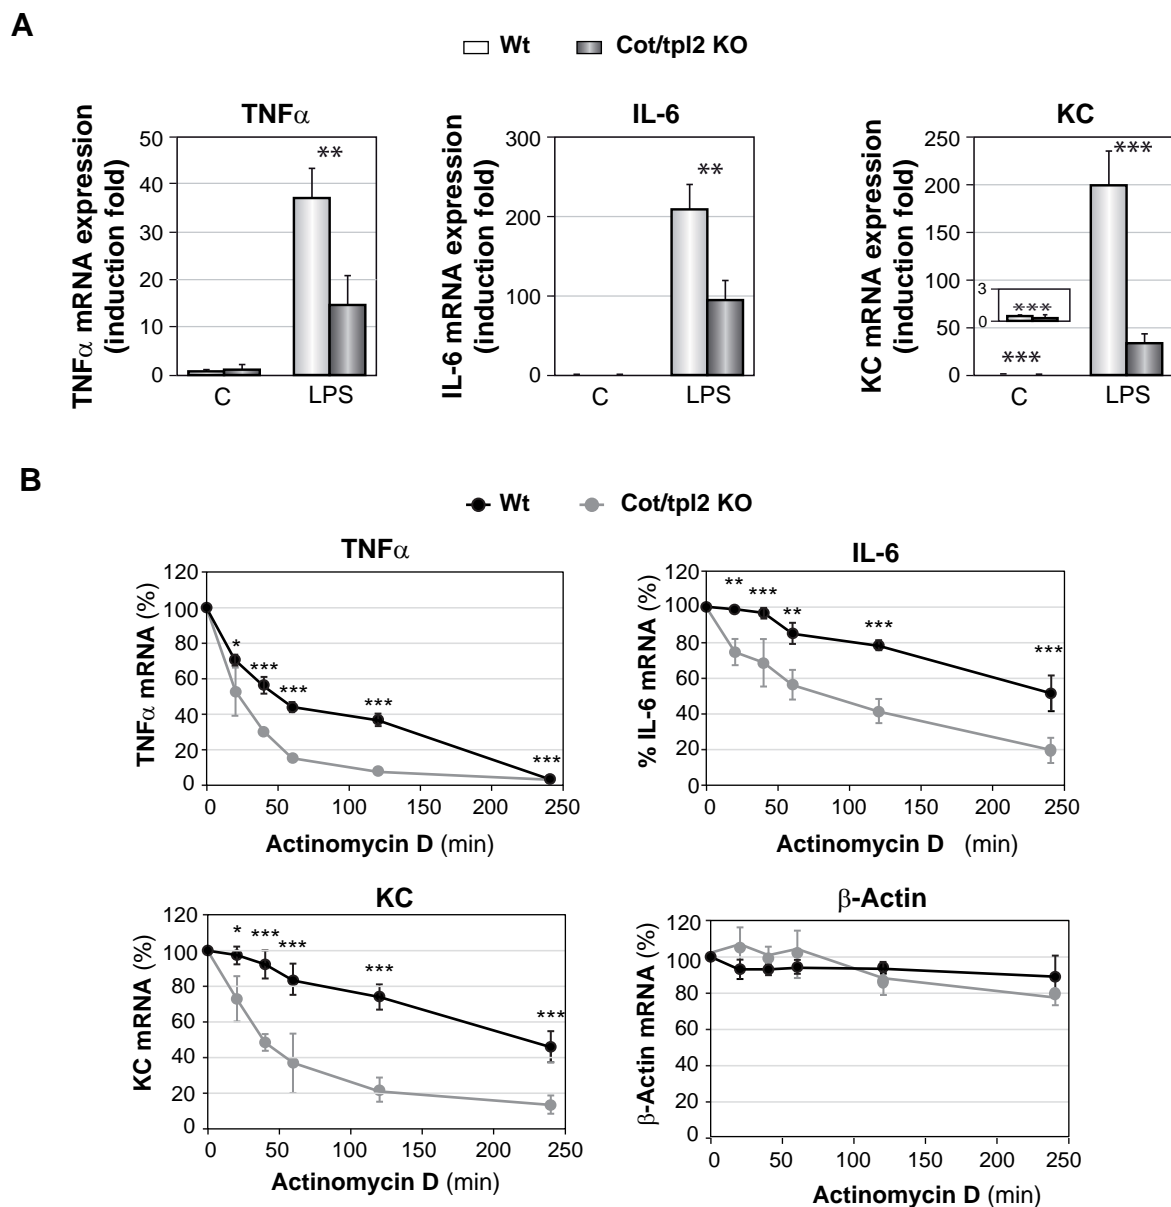 A
Wt Cot/tpl2 KO
TNFα
TNFα mRNA expression
(induction fold)
50
40
30
20
10
0
**
C LPS
IL-6
IL-6 mRNA expression
(induction fold)
300
200
100
0
**
C LPS
KC
KC mRNA expression
(induction fold)
250
200
150
100
50
0
***
3
0
***
***
C LPS
B
Wt Cot/tpl2 KO
TNFα
TNFα mRNA (%)
120
100
80
60
40
20
0
* *** *** *** ***
0 50 100 150 200 250
Actinomycin D (min)
IL-6
% IL-6 mRNA (%)
120
100
80
60
40
20
0
** *** ** *** ***
0 50 100 150 200 250
Actinomycin D (min)
KC
KC mRNA (%)
120
100
80
60
40
20
0
* *** *** *** ***
0 50 100 150 200 250
Actinomycin D (min)
β-Actin
β-Actin mRNA (%)
120
100
80
60
40
20
0
0 50 100 150 200 250
Actinomycin D (min)